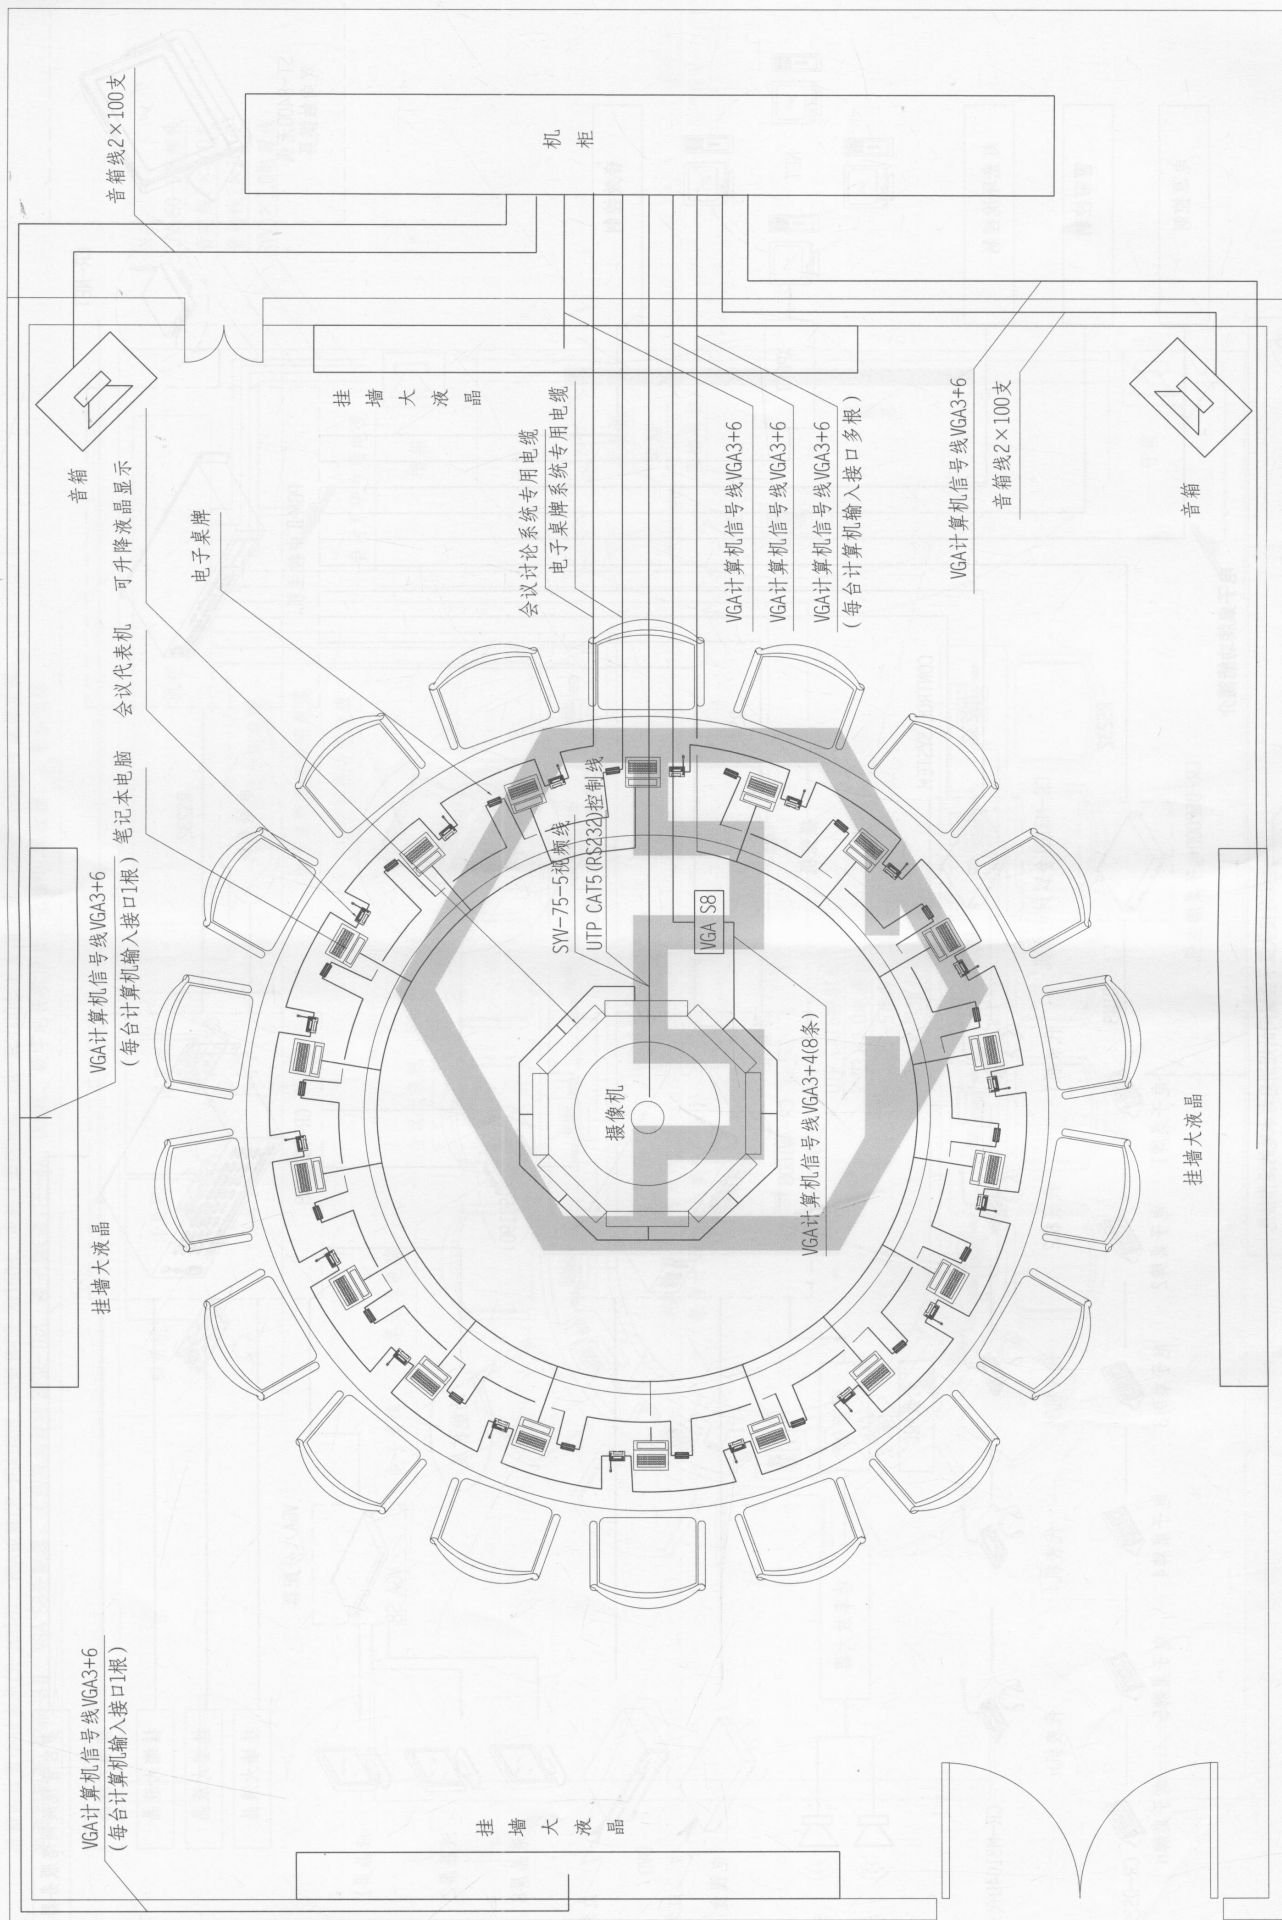 机柜
音箱线2×100支
音箱
可升降液晶显示
电子桌牌
会议代表机
笔记本电脑
挂墙大液晶
会议讨论系统专用电缆
电子桌牌系统专用电缆
VGA计算机信号线VGA3+6
VGA计算机信号线VGA3+6
VGA计算机信号线VGA3+6
(每台计算机输入接口多根)
VGA计算机信号线VGA3+6
音箱线2×100支
音箱
VGA计算机信号线VGA3+6
(每台计算机输入接口1根)
SYV-75-5视频线
UTP CAT5(RS232)控制线
VGA S8
摄像机
VGA计算机信号线VGA3+4(8条)
挂墙大液晶
挂墙大液晶
VGA计算机信号线VGA3+6
(每台计算机输入接口1根)
挂墙大液晶